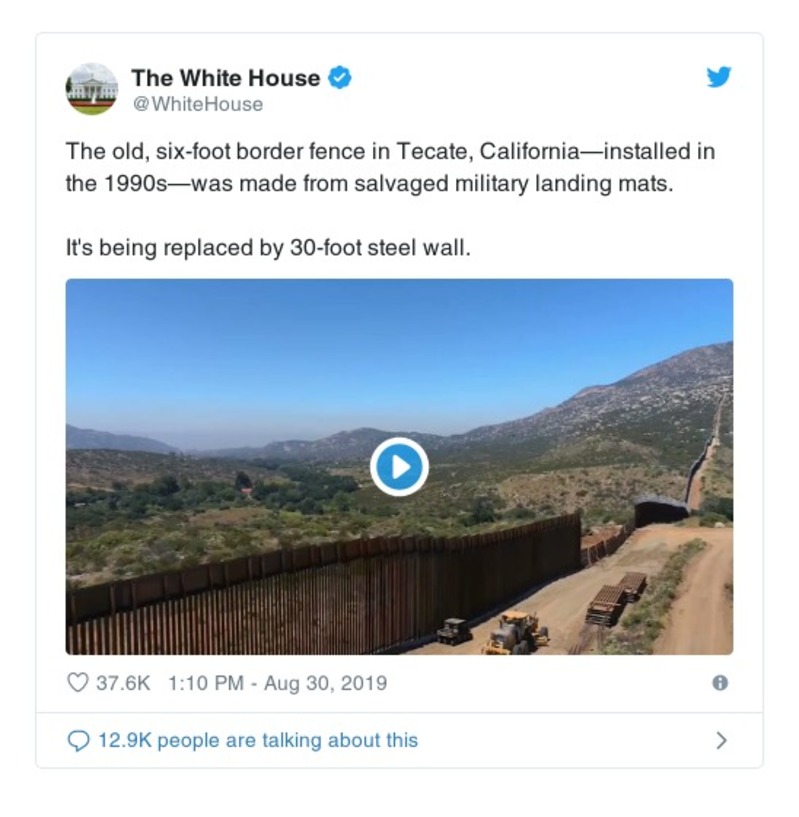 The White House
@WhiteHouse
The old, six-foot border fence in Tecate, California—installed in
the 1990s—was made from salvaged military landing mats.
It's being replaced by 30-foot steel wall.
37.6K 1:10 PM - Aug 30, 2019
12.9K people are talking about this